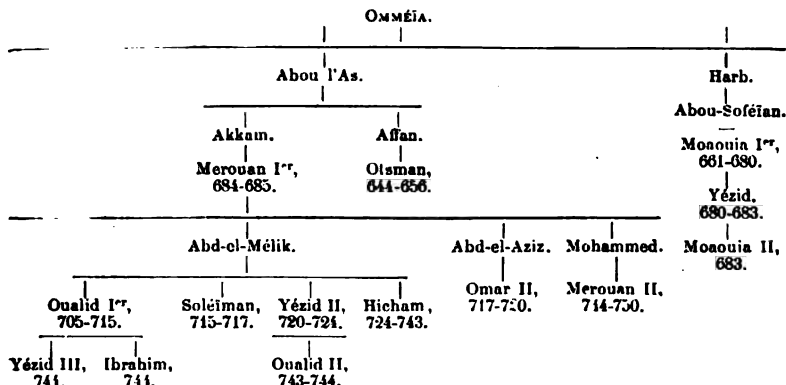 OMMÉÏA.
Abou l'As.
Harb.
Abou-Soféïan.
Akkam.
Affan.
Moaouia Iᵉʳ,
661-680.
Merouan Iᵉʳ,
684-685.
Otsman,
644-656.
Yézid.
680-683.
Abd-el-Mélik.
Abd-el-Aziz.
Mohammed.
Moaouia II,
683.
Oualid Iᵉʳ,
705-715.
Soléïman,
715-717.
Yézid II,
720-724.
Hicham,
724-743.
Omar II,
717-720.
Merouan II,
744-750.
Yézid III,
744.
Ibrahim,
744.
Oualid II,
743-744.